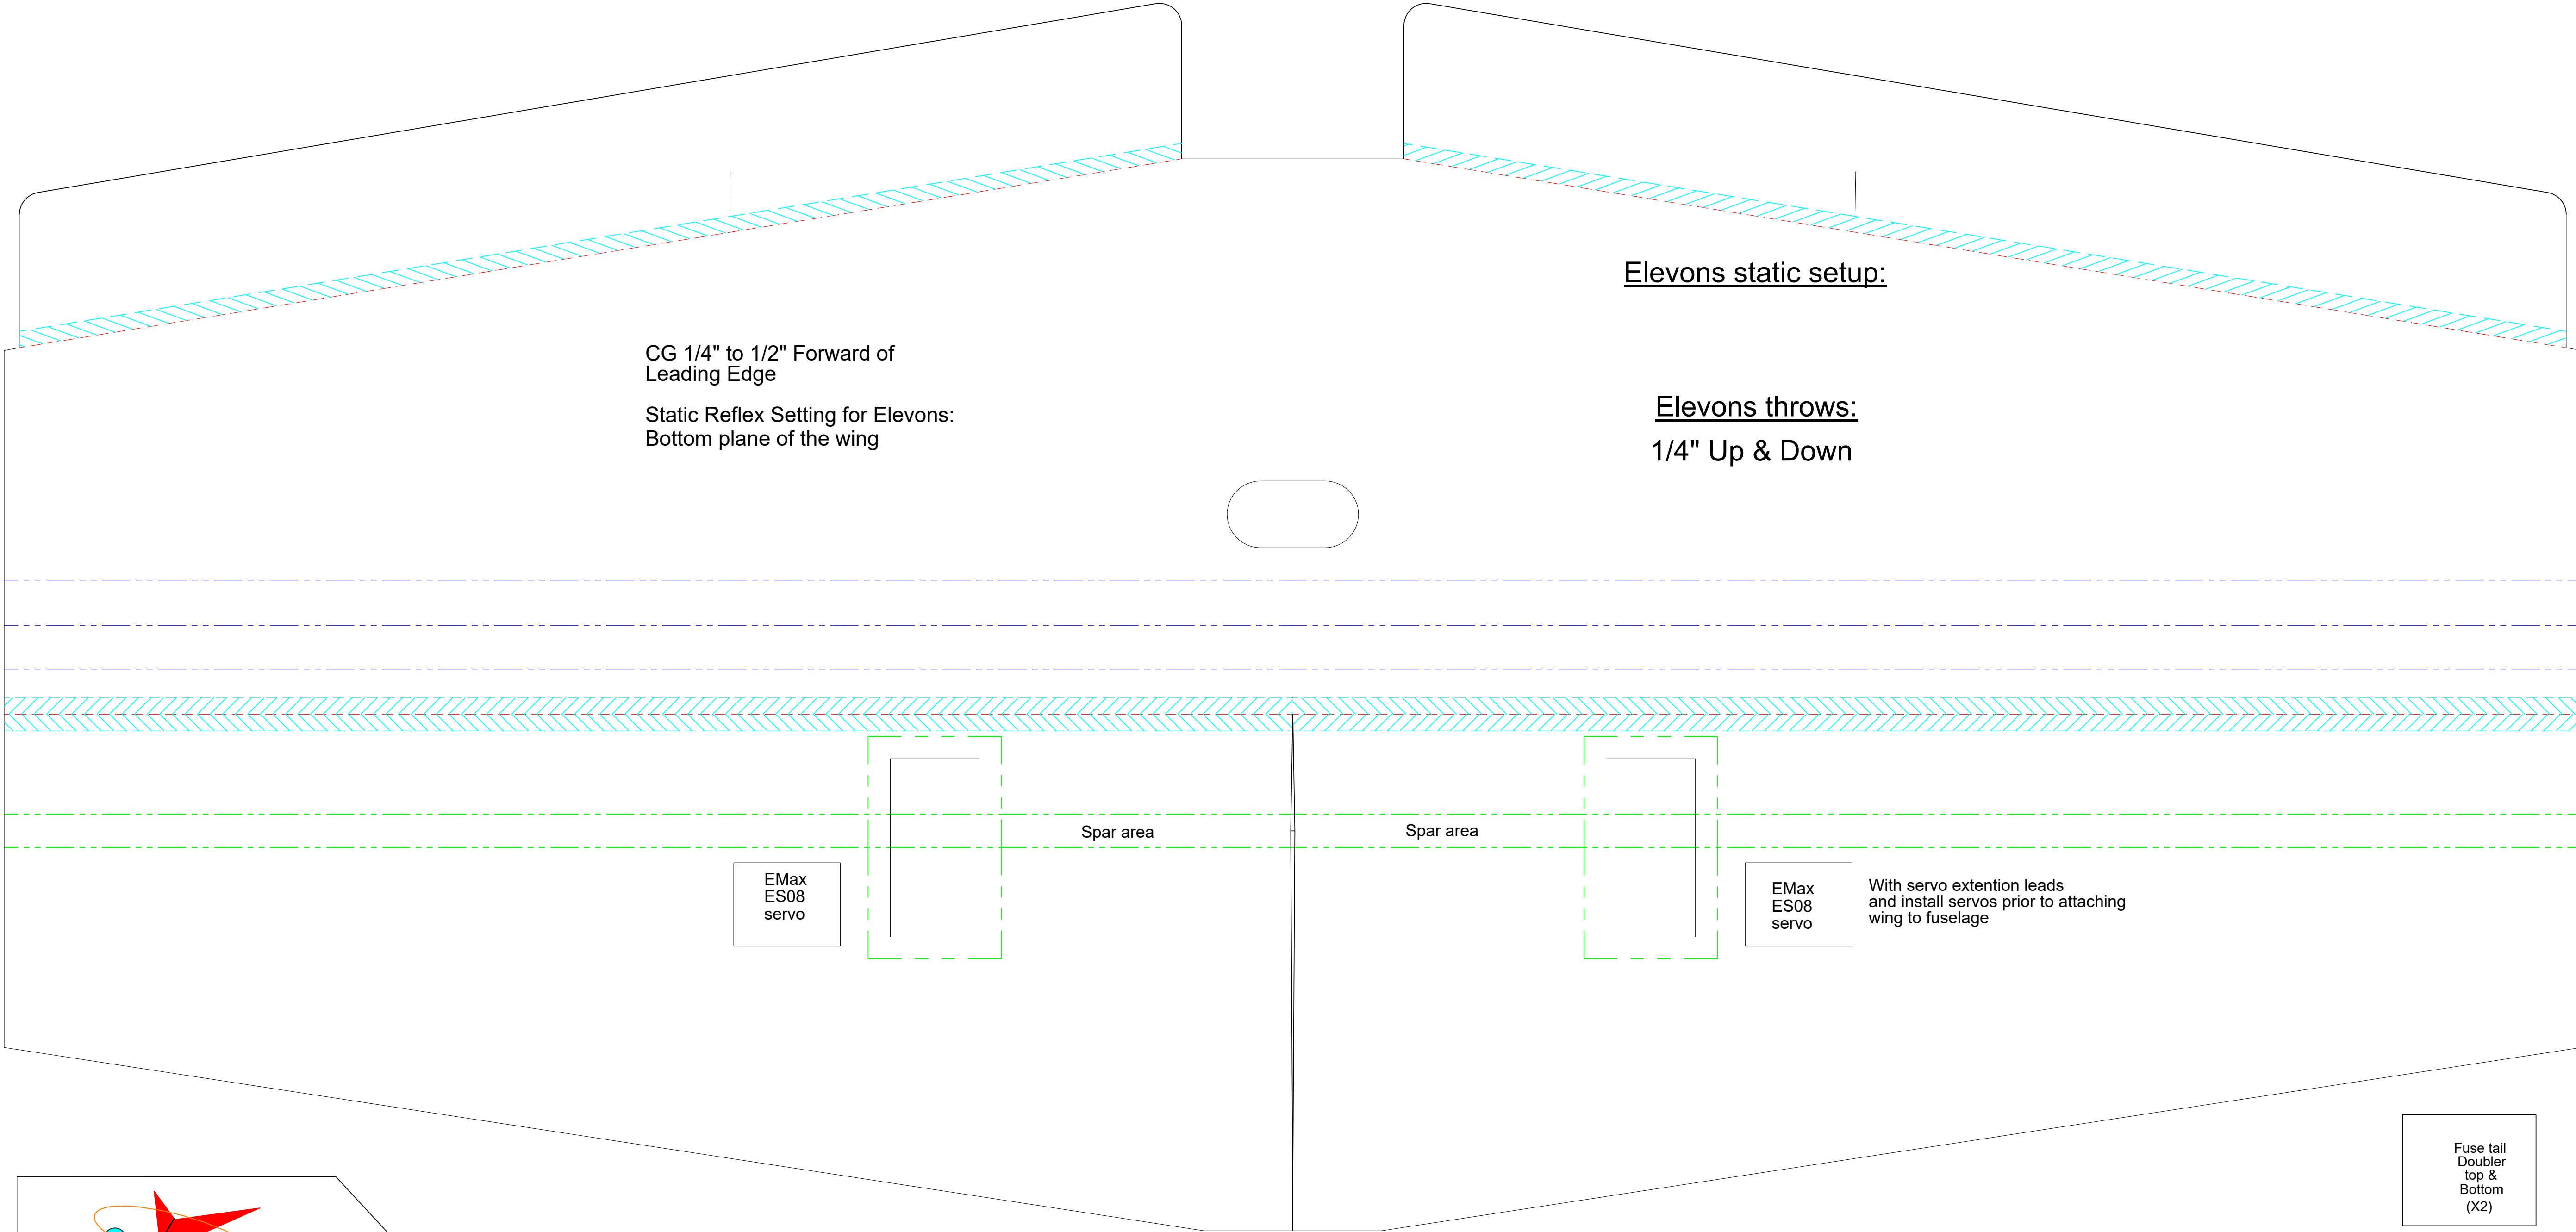 Elevons static setup:
CG 1/4" to 1/2" Forward of
Leading Edge
Static Reflex Setting for Elevons:
Bottom plane of the wing
Elevons throws:
1/4" Up & Down
Spar area
Spar area
EMax
ES08
servo
EMax
ES08
servo
With servo extention leads
and install servos prior to attaching
wing to fuselage
Fuse tail
Doubler
top &
Bottom
(X2)